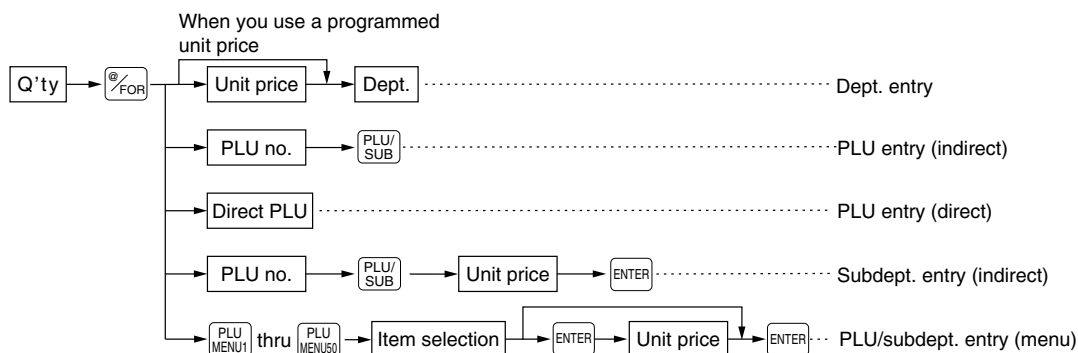 When you use a programmed
unit price
Q'ty @/FOR Unit price Dept. Dept. entry
PLU no. PLU/SUB PLU entry (indirect)
Direct PLU PLU entry (direct)
PLU no. PLU/SUB Unit price ENTER Subdept. entry (indirect)
PLU MENU1 thru PLU MENU50 Item selection ENTER Unit price ENTER PLU/subdept. entry (menu)